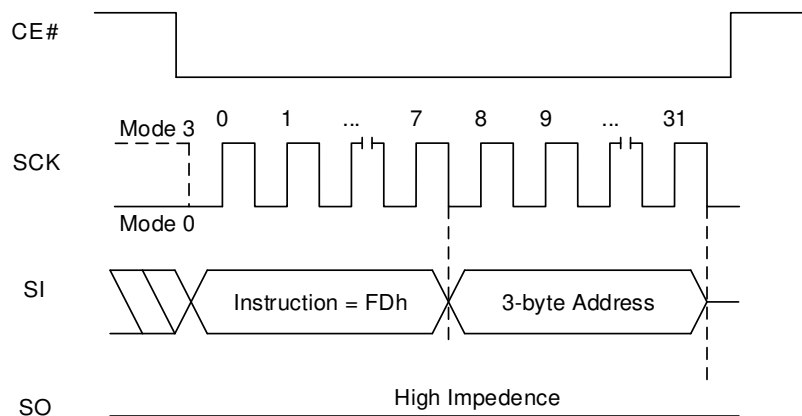 CE#
0 1 ... 7 8 9 ... 31
Mode 3
SCK
Mode 0
SI
Instruction = FDh
3-byte Address
High Impedence
SO